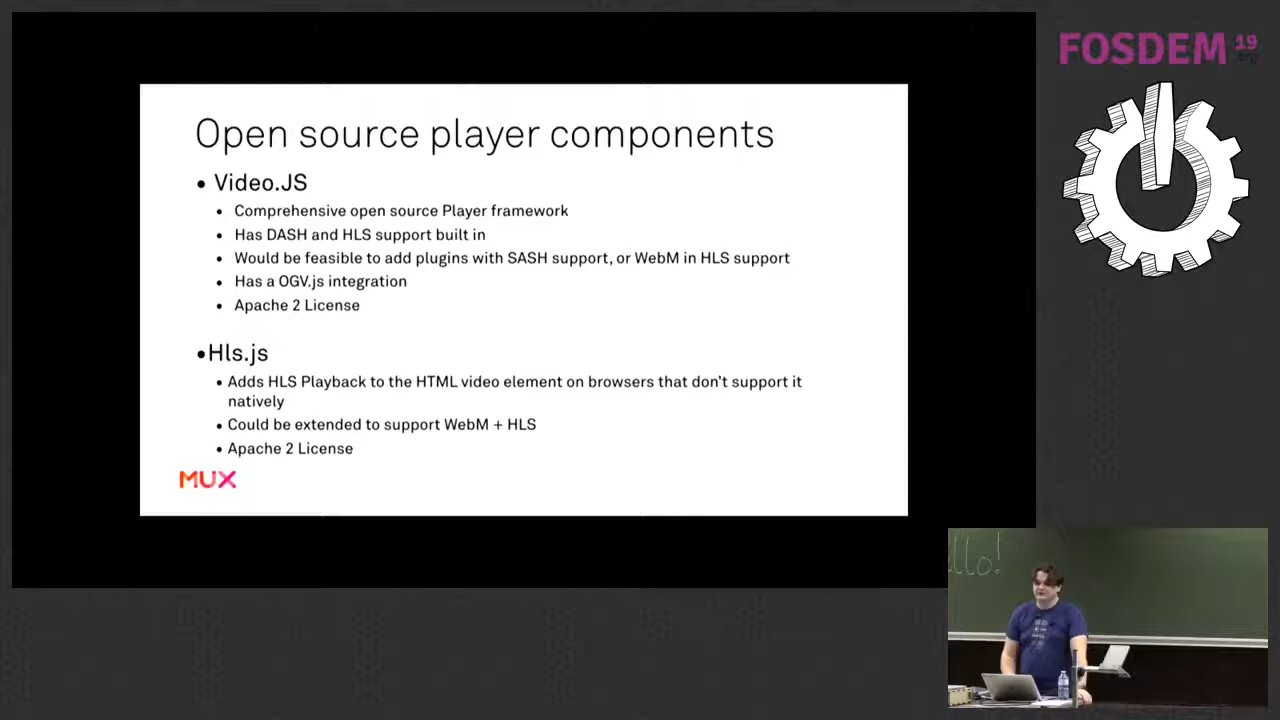 FOSDEM 19
.org
Open source player components
• Video.JS
• Comprehensive open source Player framework
• Has DASH and HLS support built in
• Would be feasible to add plugins with SASH support, or WebM in HLS support
• Has a OGV.js integration
• Apache 2 License
•Hls.js
• Adds HLS Playback to the HTML video element on browsers that don't support it
natively
• Could be extended to support WebM + HLS
• Apache 2 License
MUX
ello!